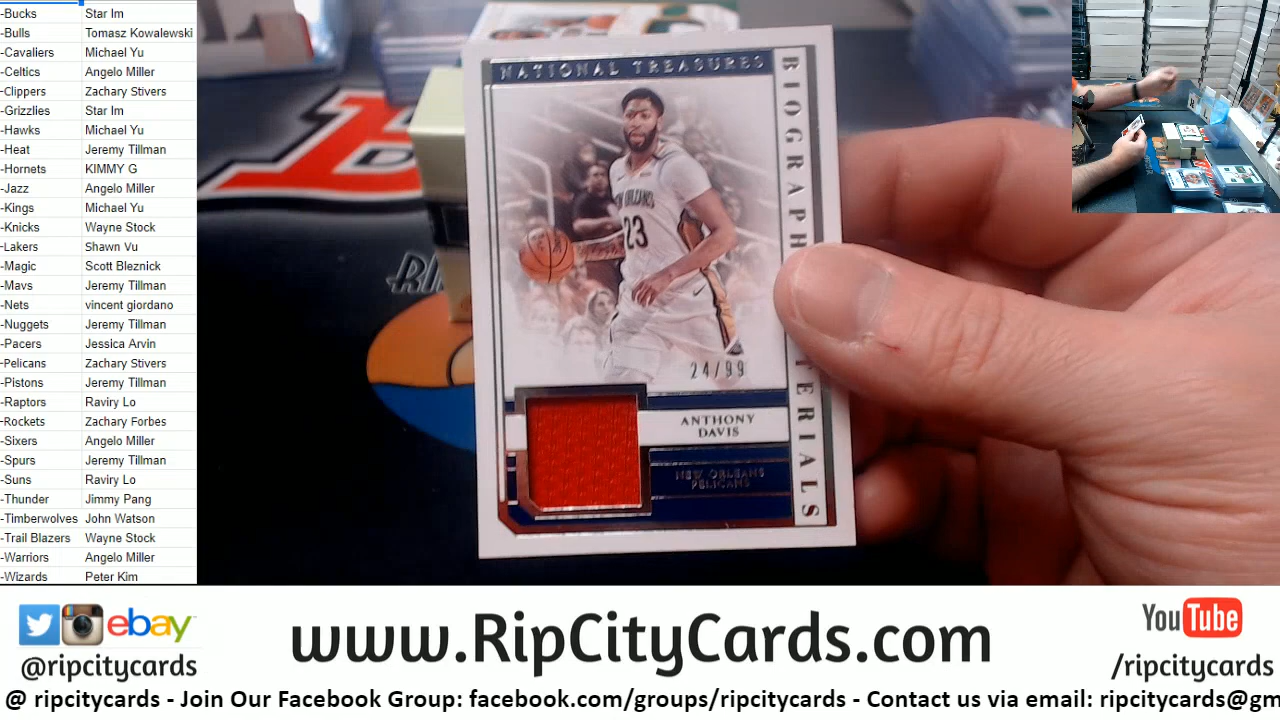 -Bucks Star Im
-Bulls Tomasz Kowalewski
-Cavaliers Michael Yu
-Celtics Angelo Miller
-Clippers Zachary Stivers
-Grizzlies Star Im
-Hawks Michael Yu
-Heat Jeremy Tillman
-Hornets KIMMY G
-Jazz Angelo Miller
-Kings Michael Yu
-Knicks Wayne Stock
-Lakers Shawn Vu
-Magic Scott Bleznick
-Mavs Jeremy Tillman
-Nets vincent giordano
-Nuggets Jeremy Tillman
-Pacers Jessica Arvin
-Pelicans Zachary Stivers
-Pistons Jeremy Tillman
-Raptors Raviry Lo
-Rockets Zachary Forbes
-Sixers Angelo Miller
-Spurs Jeremy Tillman
-Suns Raviry Lo
-Thunder Jimmy Pang
-Timberwolves John Watson
-Trail Blazers Wayne Stock
-Warriors Angelo Miller
-Wizards Peter Kim
NATIONAL TREASURES
BIOGRAPH TERIALS
NEW ORLEANS
23
24/99
ANTHONY
DAVIS
NEW ORLEANS
PELICANS
ebay
@ripcitycards
www.RipCityCards.com
YouTube
/ripcitycards
@ ripcitycards - Join Our Facebook Group: facebook.com/groups/ripcitycards - Contact us via email: ripcitycards@gm